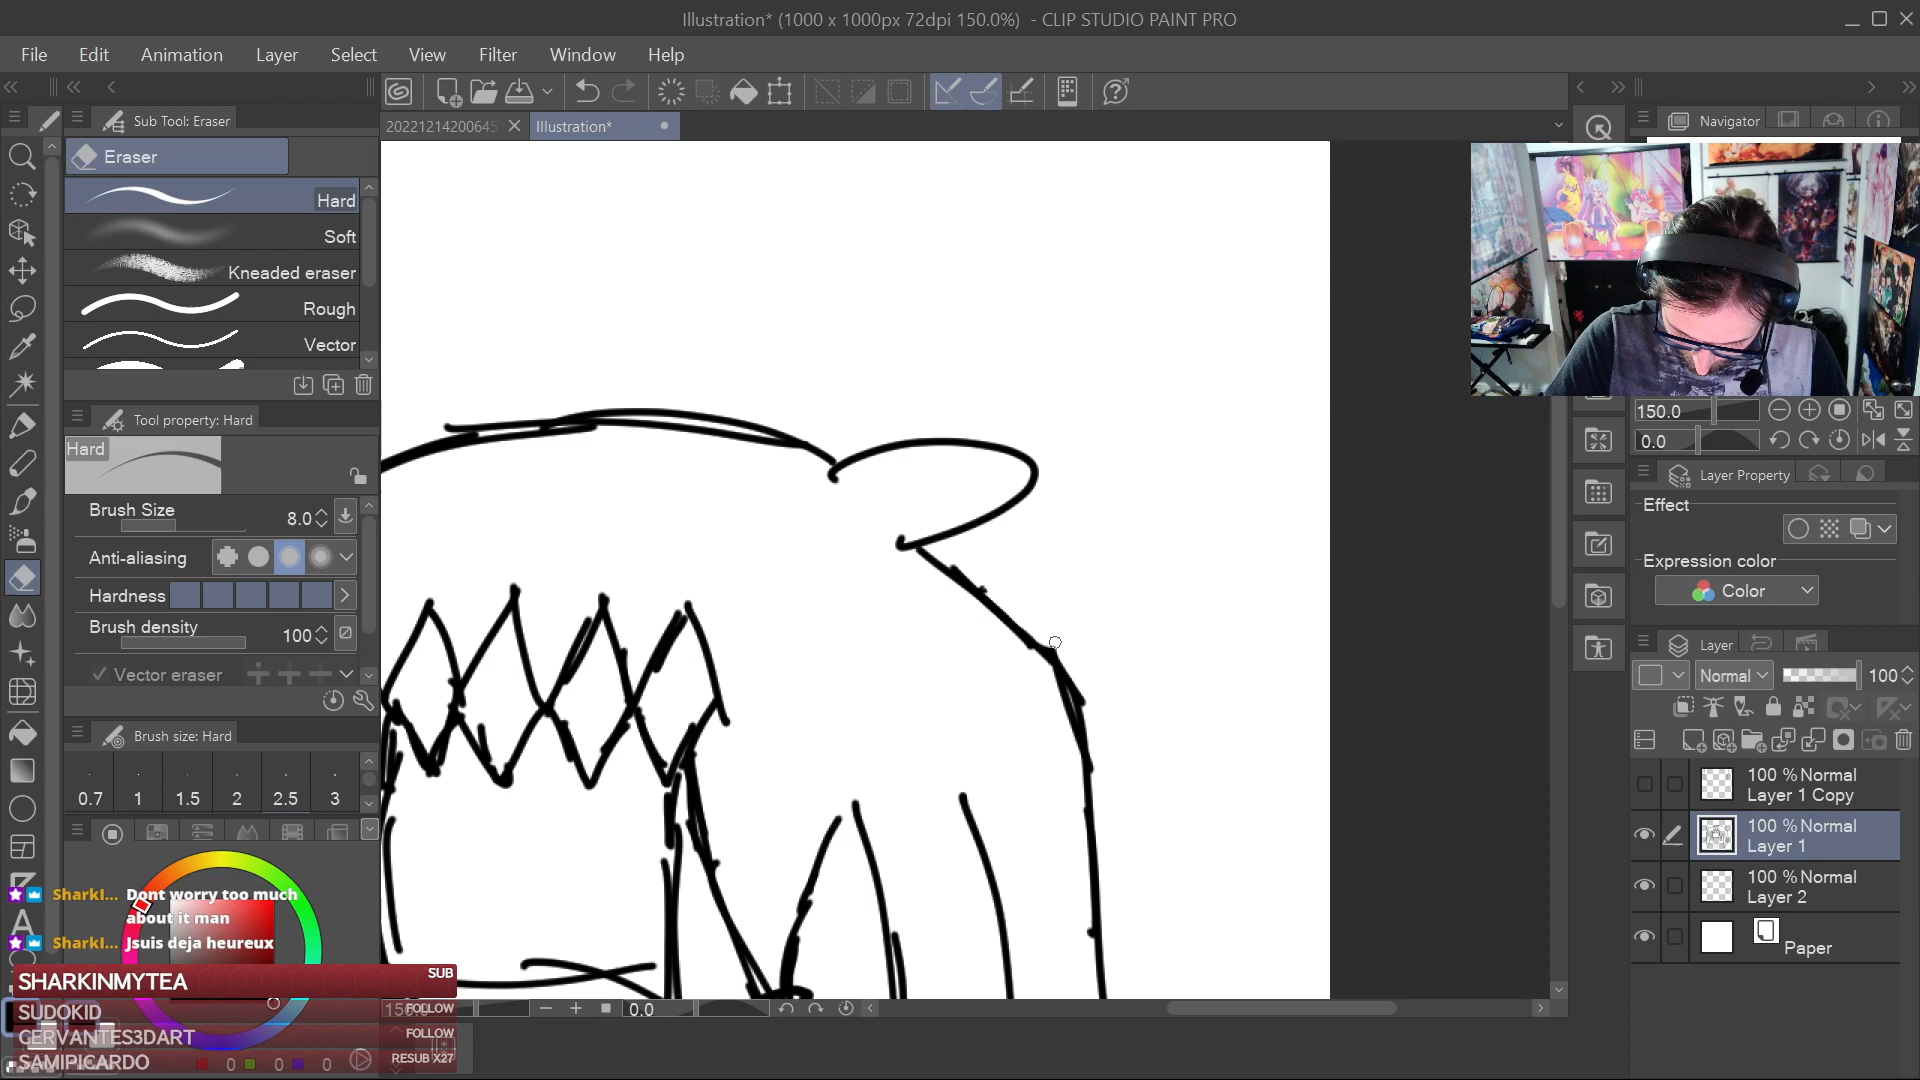 Illustration* (1000 x 1000px 72dpi 150.0%) - CLIP STUDIO PAINT PRO
File Edit Animation Layer Select View Filter Window Help
Sub Tool: Eraser
20221214200645
Illustration*
Navigator
Eraser
Hard
Soft
Kneaded eraser
Rough
Vector
Tool property: Hard
Hard
Brush Size 8.0
Anti-aliasing
Hardness
Brush density 100
Vector eraser
Brush size: Hard
0.7 1 1.5 2 2.5 3
150.0
0.0
Layer Property
Effect
Expression color
Color
Layer
Normal 100
100 % Normal
Layer 1 Copy
100 % Normal
Layer 1
100 % Normal
Layer 2
Paper
SharkI... Dont worry too much
about it man
SharkI... Jsuis deja heureux
SHARKINMYTEA SUB
SUDOKID FOLLOW
CERVANTES3DART FOLLOW
SAMIPICARDO RESUB X27
0 0 0
0.0